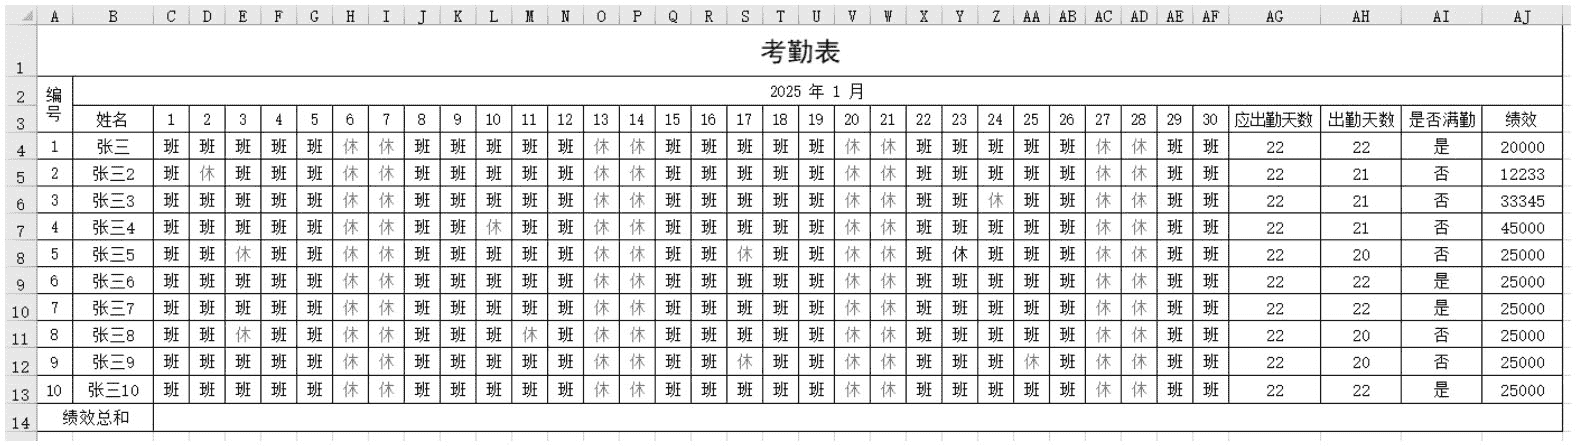 A B C D E F G H I J K L M N O P Q R S T U V W X Y Z AA AB AC AD AE AF AG AH AI AJ
1 考勤表
2 编号 2025 年 1 月
3 姓名 1 2 3 4 5 6 7 8 9 10 11 12 13 14 15 16 17 18 19 20 21 22 23 24 25 26 27 28 29 30 应出勤天数 出勤天数 是否满勤 绩效
4 1 张三 班 班 班 班 班 休 休 班 班 班 班 班 休 休 班 班 班 班 班 休 休 班 班 班 班 班 休 休 班 班 22 22 是 20000
5 2 张三2 班 休 班 班 班 休 休 班 班 班 班 班 休 休 班 班 班 班 班 休 休 班 班 班 班 班 休 休 班 班 22 21 否 12233
6 3 张三3 班 班 班 班 班 休 休 班 班 班 班 班 休 休 班 班 班 班 班 休 休 班 班 休 班 班 休 休 班 班 22 21 否 33345
7 4 张三4 班 班 班 班 班 休 休 班 班 休 班 班 休 休 班 班 班 班 班 休 休 班 班 班 班 班 休 休 班 班 22 21 否 45000
8 5 张三5 班 班 休 班 班 休 休 班 班 班 班 班 休 休 班 班 休 班 班 休 休 班 休 班 班 班 休 休 班 班 22 20 否 25000
9 6 张三6 班 班 班 班 班 休 休 班 班 班 班 班 休 休 班 班 班 班 班 休 休 班 班 班 班 班 休 休 班 班 22 22 是 25000
10 7 张三7 班 班 班 班 班 休 休 班 班 班 班 班 休 休 班 班 班 班 班 休 休 班 班 班 班 班 休 休 班 班 22 22 是 25000
11 8 张三8 班 班 休 班 班 休 休 班 班 班 休 班 休 休 班 班 班 班 班 休 休 班 班 班 班 班 休 休 班 班 22 20 否 25000
12 9 张三9 班 班 班 班 班 休 休 班 班 班 班 班 休 休 班 班 休 班 班 休 休 班 班 班 休 班 休 休 班 班 22 20 否 25000
13 10 张三10 班 班 班 班 班 休 休 班 班 班 班 班 休 休 班 班 班 班 班 休 休 班 班 班 班 班 休 休 班 班 22 22 是 25000
14 绩效总和